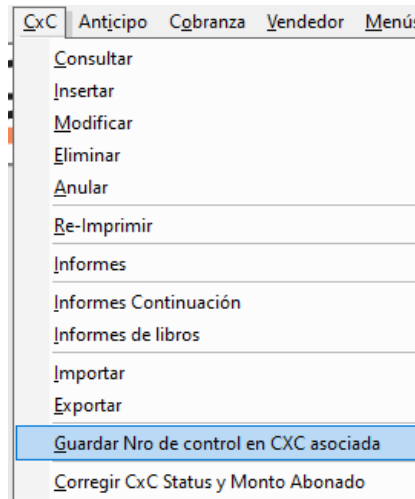 CxC Anticipo Cobranza Vendedor Menús
Consultar
Insertar
Modificar
Eliminar
Anular
Re-Imprimir
Informes
Informes Continuación
Informes de libros
Importar
Exportar
Guardar Nro de control en CXC asociada
Corregir CxC Status y Monto Abonado